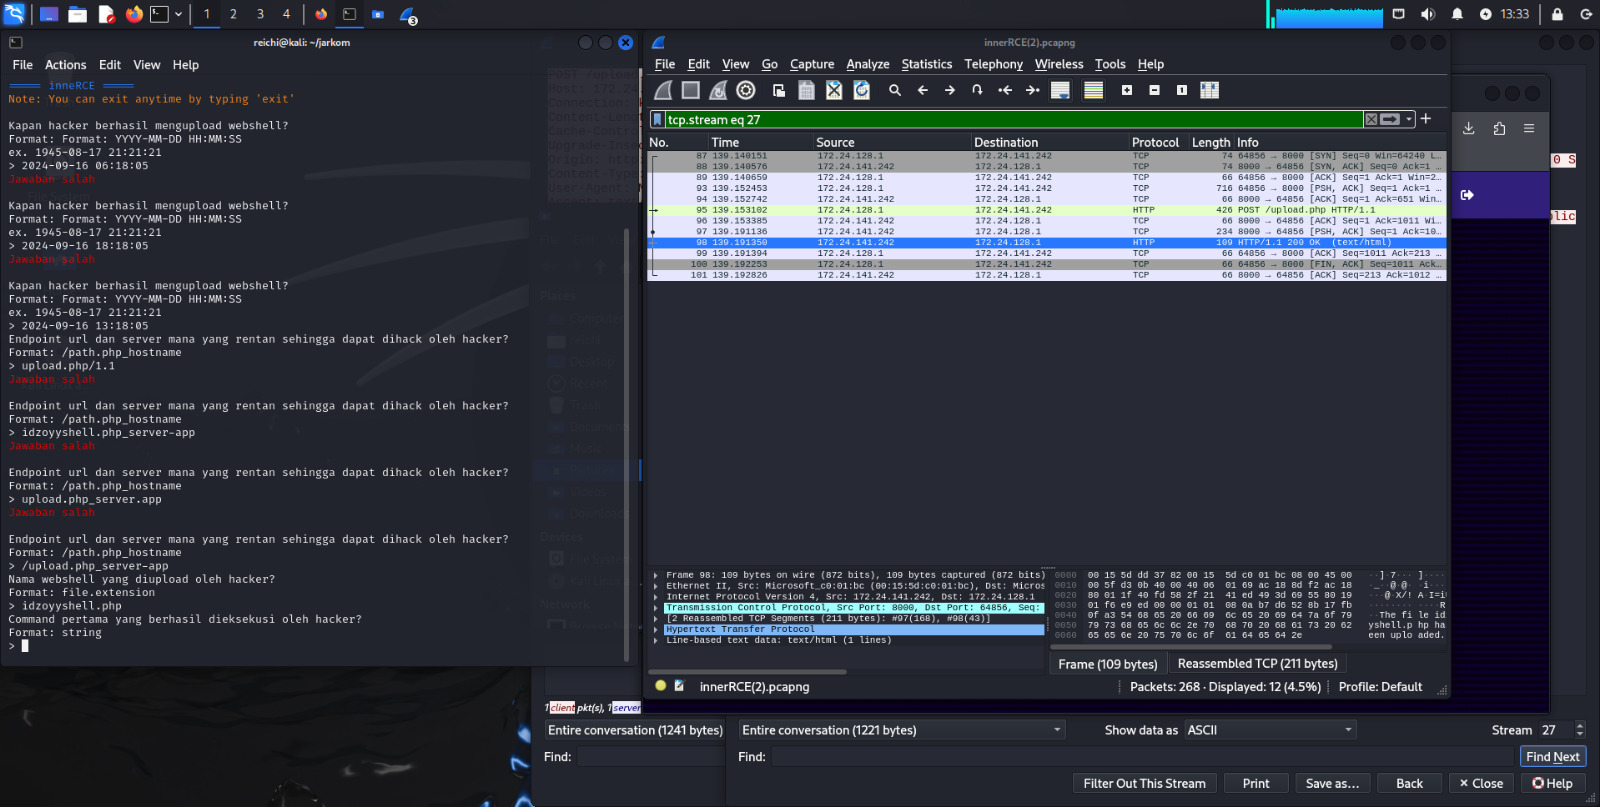 1 2 3 4
3
13:33
reichi@kali: ~/jarkom
File Actions Edit View Help
════ inneRCE ════
Note: You can exit anytime by typing 'exit'
Kapan hacker berhasil mengupload webshell?
Format: Format: YYYY-MM-DD HH:MM:SS
ex. 1945-08-17 21:21:21
> 2024-09-16 06:18:05
Jawaban salah
Kapan hacker berhasil mengupload webshell?
Format: Format: YYYY-MM-DD HH:MM:SS
ex. 1945-08-17 21:21:21
> 2024-09-16 18:18:05
Jawaban salah
Kapan hacker berhasil mengupload webshell?
Format: Format: YYYY-MM-DD HH:MM:SS
ex. 1945-08-17 21:21:21
> 2024-09-16 13:18:05
Endpoint url dan server mana yang rentan sehingga dapat dihack oleh hacker?
Format: /path.php_hostname
> upload.php/1.1
Jawaban salah
Endpoint url dan server mana yang rentan sehingga dapat dihack oleh hacker?
Format: /path.php_hostname
> idzoyyshell.php_server-app
Jawaban salah
Endpoint url dan server mana yang rentan sehingga dapat dihack oleh hacker?
Format: /path.php_hostname
> upload.php_server.app
Jawaban salah
Endpoint url dan server mana yang rentan sehingga dapat dihack oleh hacker?
Format: /path.php_hostname
> /upload.php_server-app
Nama webshell yang diupload oleh hacker?
Format: file.extension
> idzoyyshell.php
Command pertama yang berhasil dieksekusi oleh hacker?
Format: string
>
innerRCE(2).pcapng
File Edit View Go Capture Analyze Statistics Telephony Wireless Tools Help
tcp.stream eq 27
No. Time Source Destination Protocol Length Info
87 139.140151 172.24.128.1 172.24.141.242 TCP 74 64856 → 8000 [SYN] Seq=0 Win=64240 L…
88 139.140576 172.24.141.242 172.24.128.1 TCP 74 8000 → 64856 [SYN, ACK] Seq=0 Ack=1 …
89 139.140659 172.24.128.1 172.24.141.242 TCP 66 64856 → 8000 [ACK] Seq=1 Ack=1 Win=2…
93 139.152453 172.24.128.1 172.24.141.242 TCP 716 64856 → 8000 [PSH, ACK] Seq=1 Ack=1 …
94 139.152742 172.24.141.242 172.24.128.1 TCP 66 8000 → 64856 [ACK] Seq=1 Ack=651 Win…
95 139.153102 172.24.128.1 172.24.141.242 HTTP 426 POST /upload.php HTTP/1.1
96 139.153385 172.24.141.242 172.24.128.1 TCP 66 8000 → 64856 [ACK] Seq=1 Ack=1011 Wi…
97 139.191136 172.24.141.242 172.24.128.1 TCP 234 8000 → 64856 [PSH, ACK] Seq=1 Ack=10…
98 139.191350 172.24.141.242 172.24.128.1 HTTP 109 HTTP/1.1 200 OK (text/html)
99 139.191394 172.24.128.1 172.24.141.242 TCP 66 64856 → 8000 [ACK] Seq=1011 Ack=213 …
100 139.192253 172.24.128.1 172.24.141.242 TCP 66 64856 → 8000 [FIN, ACK] Seq=1011 Ack…
101 139.192826 172.24.141.242 172.24.128.1 TCP 66 8000 → 64856 [ACK] Seq=213 Ack=1012 …
Frame 98: 109 bytes on wire (872 bits), 109 bytes captured (872 bits)
Ethernet II, Src: Microsoft_c0:01:bc (00:15:5d:c0:01:bc), Dst: Micros
Internet Protocol Version 4, Src: 172.24.141.242, Dst: 172.24.128.1
Transmission Control Protocol, Src Port: 8000, Dst Port: 64856, Seq:
[2 Reassembled TCP Segments (211 bytes): #97(168), #98(43)]
Hypertext Transfer Protocol
Line-based text data: text/html (1 lines)
0000 00 15 5d dd 37 82 00 15 5d c0 01 bc 08 00 45 00
0010 00 5f d3 0b 40 00 40 06 01 69 ac 18 8d f2 ac 18
0020 80 01 1f 40 fd 58 2f 21 41 ed 49 3d 69 55 80 19
0030 01 f6 e9 ed 00 00 01 01 08 0a b7 d6 52 8b 17 fb
0040 0f a3 54 68 65 20 66 69 6c 65 20 69 64 7a 6f 79
0050 79 73 68 65 6c 6c 2e 70 68 70 20 68 61 73 20 62
0060 65 65 6e 20 75 70 6c 6f 61 64 65 64 2e
Frame (109 bytes) Reassembled TCP (211 bytes)
innerRCE(2).pcapng Packets: 268 · Displayed: 12 (4.5%) Profile: Default
1 client pkt(s), 1 server
Entire conversation (1241 bytes) Entire conversation (1221 bytes) Show data as ASCII Stream 27
Find: Find: Find Next
Filter Out This Stream Print Save as… Back × Close Help